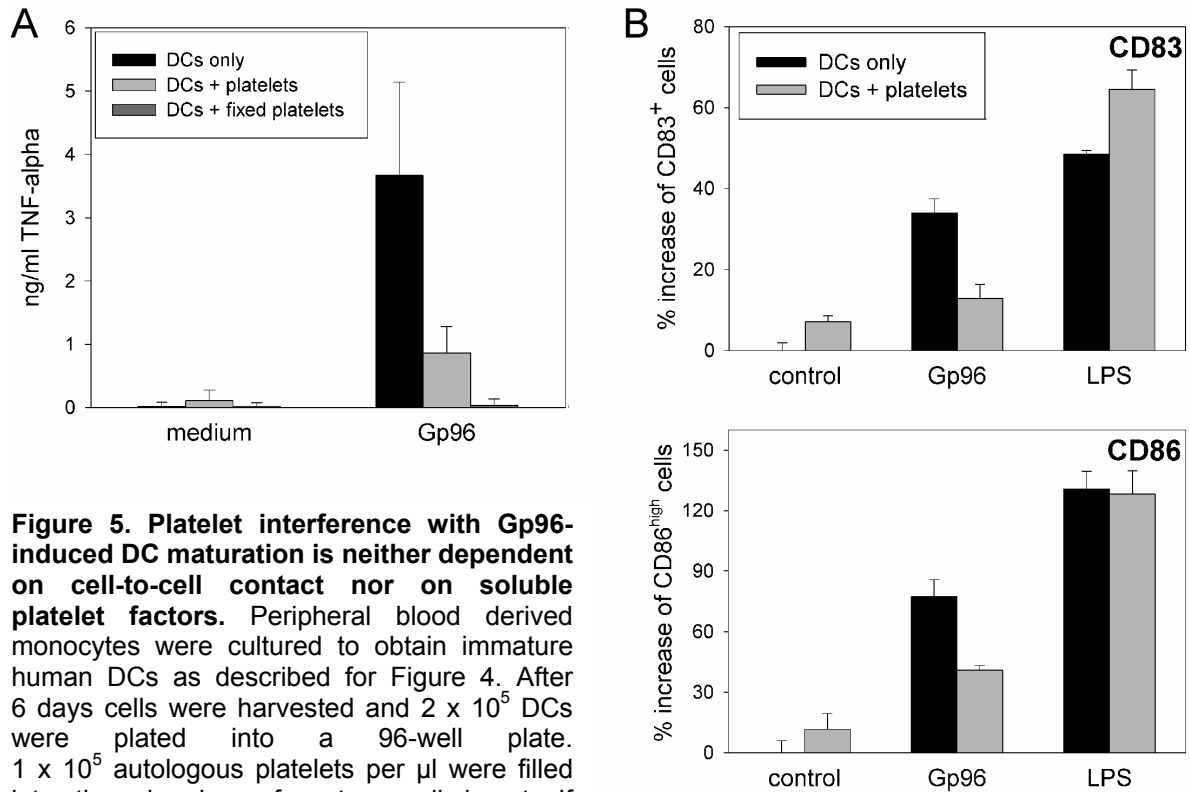 A
6
5
4
3
2
1
0
ng/ml TNF-alpha
DCs only
DCs + platelets
DCs + fixed platelets
medium
Gp96
B
80
60
40
20
0
% increase of CD83⁺ cells
DCs only
DCs + platelets
CD83
control
Gp96
LPS
150
120
90
60
30
0
% increase of CD86ʰⁱᵍʰ cells
CD86
control
Gp96
LPS
Figure 5. Platelet interference with Gp96-
induced DC maturation is neither dependent
on cell-to-cell contact nor on soluble
platelet factors. Peripheral blood derived
monocytes were cultured to obtain immature
human DCs as described for Figure 4. After
6 days cells were harvested and 2 x 10⁵ DCs
were plated into a 96-well plate.
1 x 10⁵ autologous platelets per µl were filled